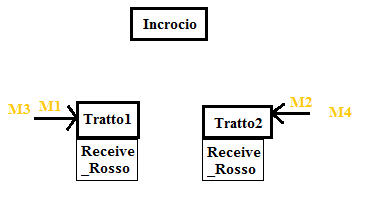 Incrocio
M3 M1
M2
M4
Tratto1
Tratto2
Receive
_Rosso
Receive
_Rosso